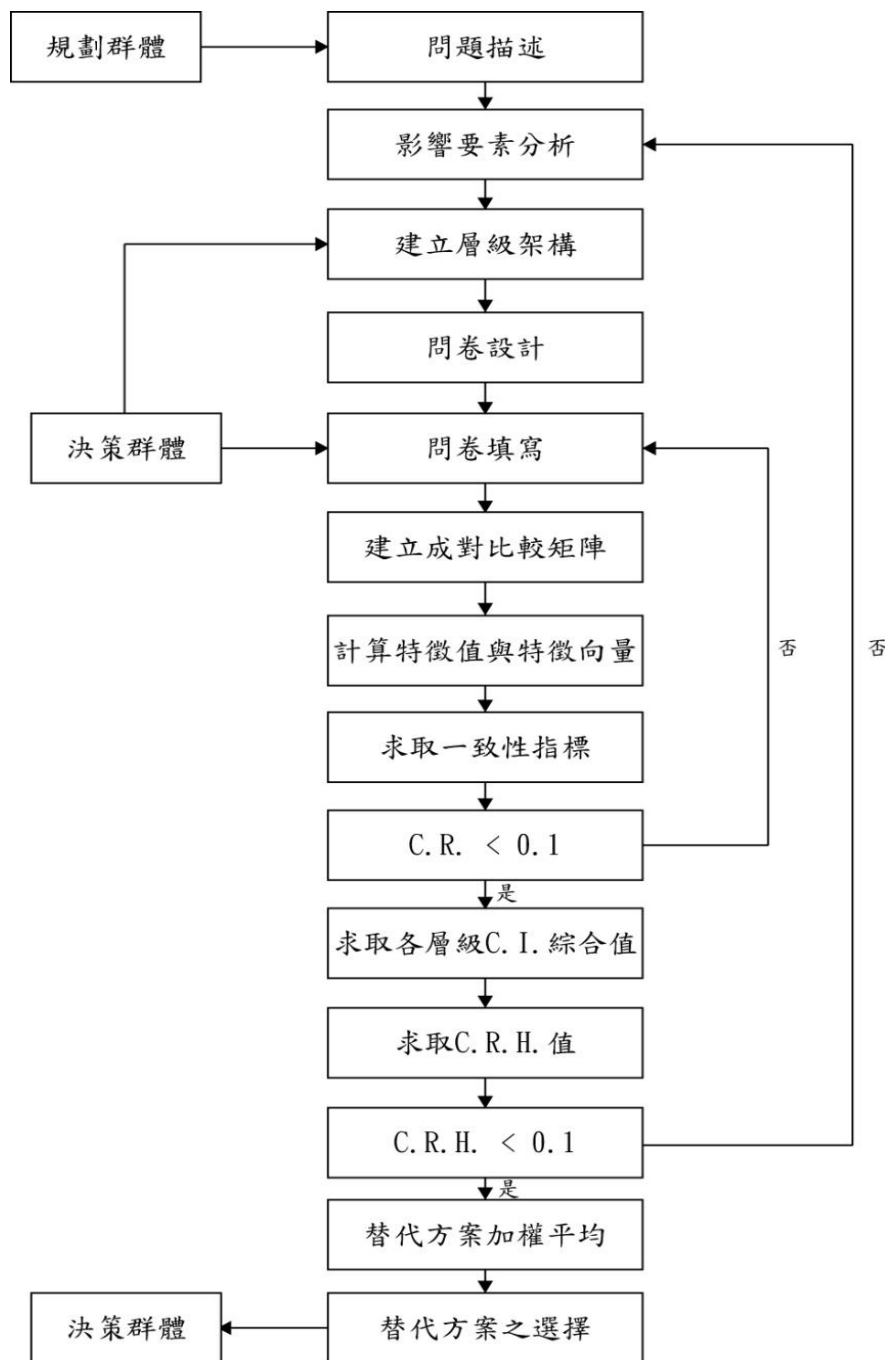 規劃群體
問題描述
影響要素分析
建立層級架構
問卷設計
決策群體
問卷填寫
建立成對比較矩陣
計算特徵值與特徵向量
否
否
求取一致性指標
C.R. < 0.1
是
求取各層級C.I.綜合值
求取C.R.H.值
C.R.H. < 0.1
是
替代方案加權平均
決策群體
替代方案之選擇